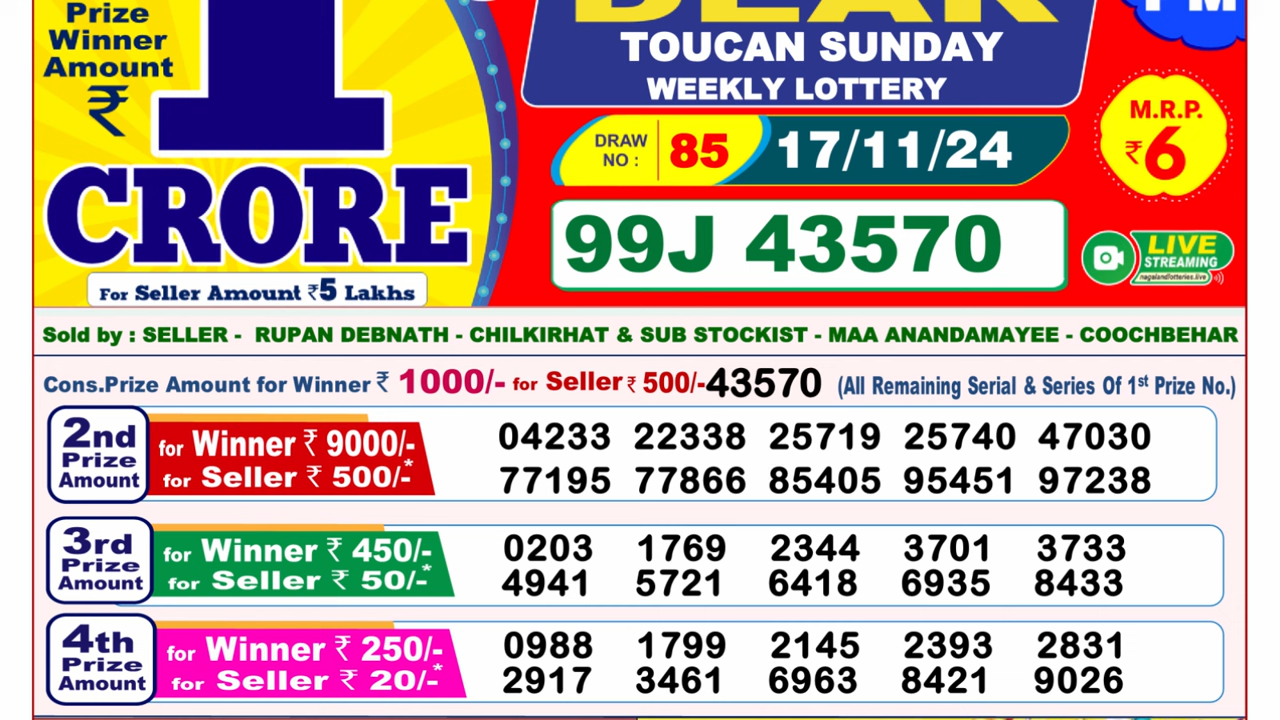 Prize
Winner
Amount
₹
1
CRORE
For Seller Amount ₹5 Lakhs
DEAR
TOUCAN SUNDAY
WEEKLY LOTTERY
DRAW
NO :
85
17/11/24
99J 43570
PM
M.R.P.
₹6
LIVE
STREAMING
nagalandlotteries.live
Sold by : SELLER - RUPAN DEBNATH - CHILKIRHAT & SUB STOCKIST - MAA ANANDAMAYEE - COOCHBEHAR
Cons.Prize Amount for Winner ₹ 1000/- for Seller ₹ 500/- 43570 (All Remaining Serial & Series Of 1st Prize No.)
2nd
Prize
Amount
for Winner ₹ 9000/-
for Seller ₹ 500/-*
04233 22338 25719 25740 47030
77195 77866 85405 95451 97238
3rd
Prize
Amount
for Winner ₹ 450/-
for Seller ₹ 50/-*
0203 1769 2344 3701 3733
4941 5721 6418 6935 8433
4th
Prize
Amount
for Winner ₹ 250/-
for Seller ₹ 20/-*
0988 1799 2145 2393 2831
2917 3461 6963 8421 9026